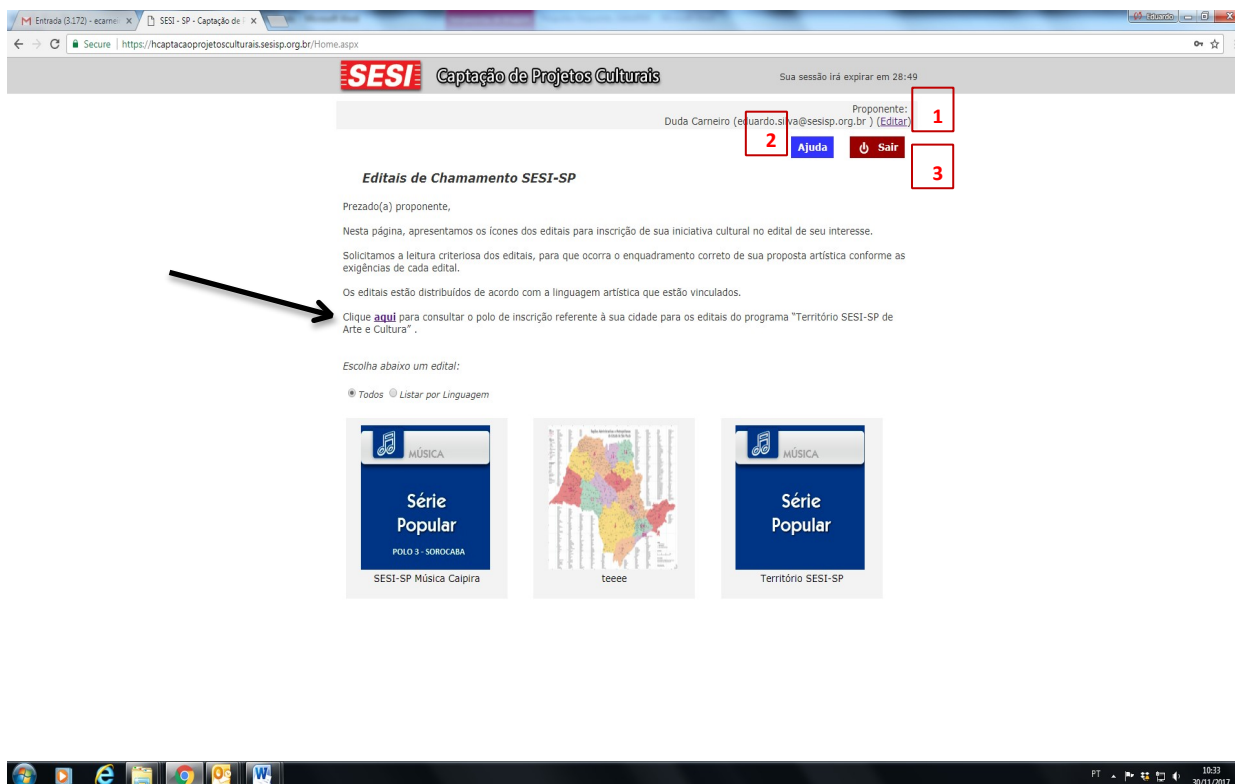 Entrada (3.172) - ecarne
SESI - SP - Captação de
Eduardo
Secure | https://hcaptacaoprojetosculturais.sesisp.org.br/Home.aspx
SESI Captação de Projetos Culturais
Sua sessão irá expirar em 28:49
Proponente:
Duda Carneiro (eduardo.silva@sesisp.org.br ) (Editar)
1
2
Ajuda
Sair
3
Editais de Chamamento SESI-SP
Prezado(a) proponente,
Nesta página, apresentamos os ícones dos editais para inscrição de sua iniciativa cultural no edital de seu interesse.
Solicitamos a leitura criteriosa dos editais, para que ocorra o enquadramento correto de sua proposta artística conforme as
exigências de cada edital.
Os editais estão distribuídos de acordo com a linguagem artística que estão vinculados.
Clique aqui para consultar o polo de inscrição referente à sua cidade para os editais do programa "Território SESI-SP de
Arte e Cultura" .
Escolha abaixo um edital:
Todos Listar por Linguagem
MÚSICA
Série
Popular
POLO 3 - SOROCABA
SESI-SP Música Caipira
teeee
MÚSICA
Série
Popular
Território SESI-SP
PT
10:33
30/11/2017